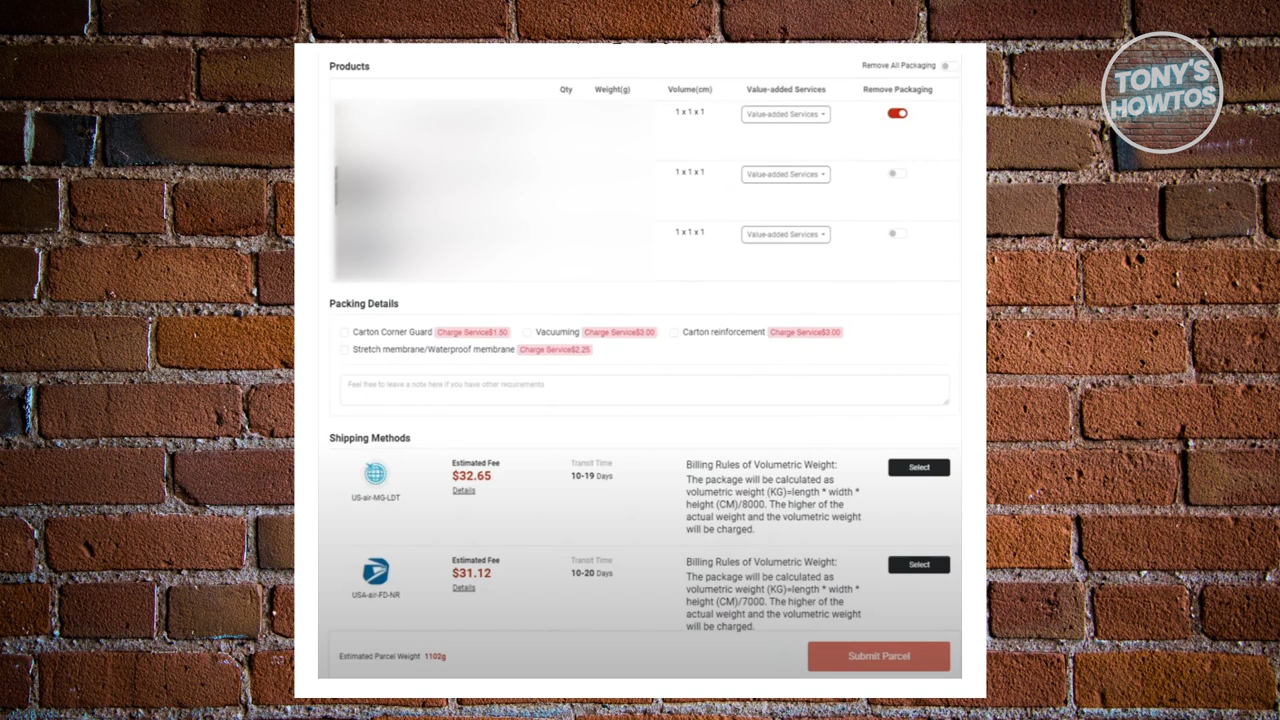 TONY'S
HOWTOS
Products
Remove All Packaging
Qty Weight(g) Volume(cm) Value-added Services Remove Packaging
1 x 1 x 1 Value-added Services
1 x 1 x 1 Value-added Services
1 x 1 x 1 Value-added Services
Packing Details
Carton Corner Guard Charge Service$1.50 Vacuuming Charge Service$3.00 Carton reinforcement Charge Service$3.00
Stretch membrane/Waterproof membrane Charge Service$2.25
Feel free to leave a note here if you have other requirements
Shipping Methods
US-air-MG-LDT
Estimated Fee
$32.65
Details
Transit Time
10-19 Days
Billing Rules of Volumetric Weight:
The package will be calculated as
volumetric weight (KG)=length * width *
height (CM)/8000. The higher of the
actual weight and the volumetric weight
will be charged.
Select
USA-air-FD-NR
Estimated Fee
$31.12
Details
Transit Time
10-20 Days
Billing Rules of Volumetric Weight:
The package will be calculated as
volumetric weight (KG)=length * width *
height (CM)/7000. The higher of the
actual weight and the volumetric weight
will be charged.
Select
Estimated Parcel Weight 1102g
Submit Parcel